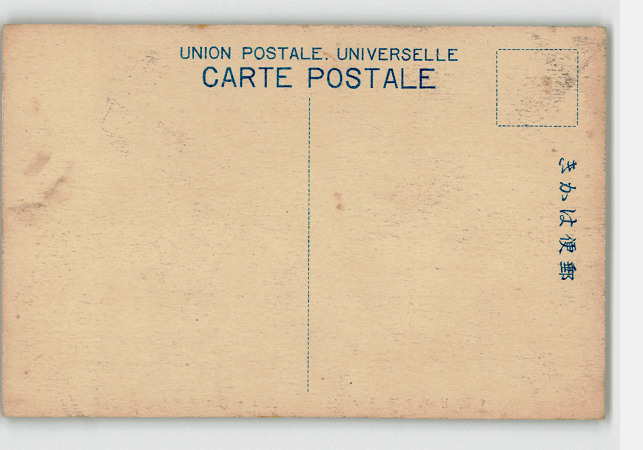 UNION POSTALE. UNIVERSELLE
CARTE POSTALE
郵便はかき